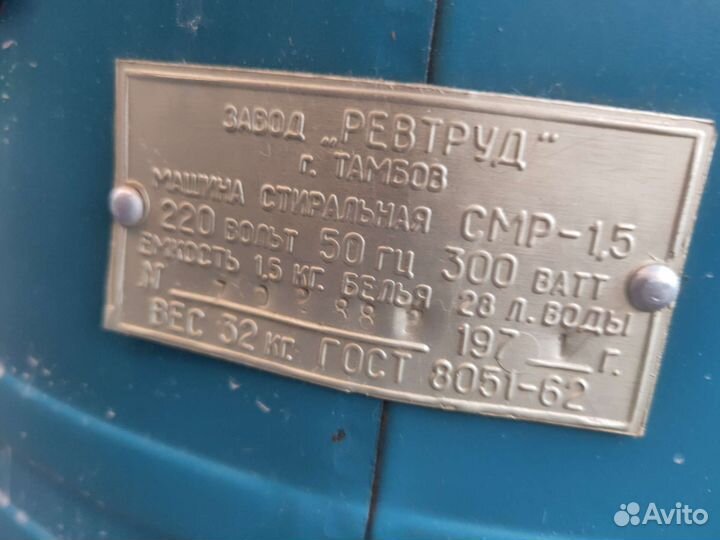 ЗАВОД „РЕВТРУД"
г. ТАМБОВ
МАШИНА СТИРАЛЬНАЯ СМР-1,5
220 ВОЛЬТ 50 ГЦ 300 ВАТТ
ЕМКОСТЬ 1,5 КГ. БЕЛЬЯ 28 Л. ВОДЫ
N 197 г.
ВЕС 32 КГ. ГОСТ 8051-62
Avito